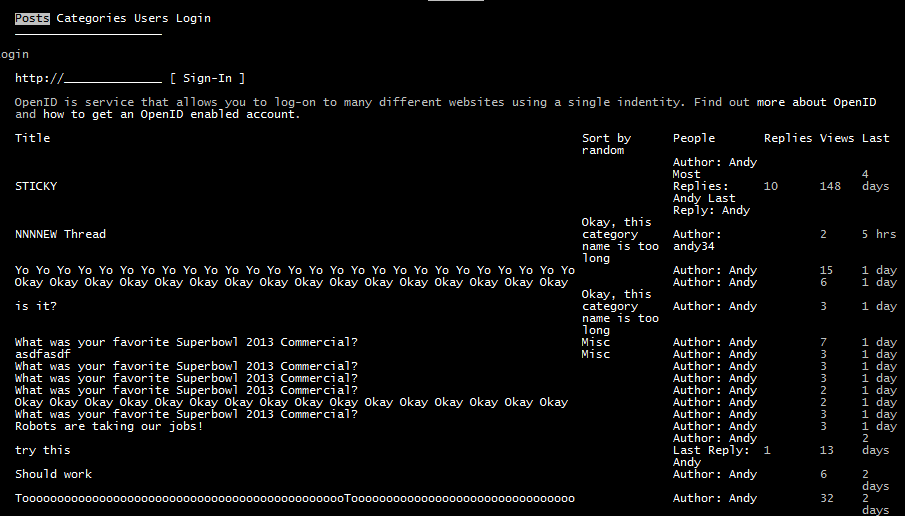 Posts Categories Users Login
ogin
http://______________ [ Sign-In ]
OpenID is service that allows you to log-on to many different websites using a single indentity. Find out more about OpenID
and how to get an OpenID enabled account.
Title Sort by random People Replies Views Last
STICKY Author: Andy Most Replies: Andy Last Reply: Andy 10 148 4 days
NNNNEW Thread Okay, this category name is too long Author: andy34 2 5 hrs
Yo Yo Yo Yo Yo Yo Yo Yo Yo Yo Yo Yo Yo Yo Yo Yo Yo Yo Yo Yo Yo Yo Yo Yo Yo Yo Yo Author: Andy 15 1 day
Okay Okay Okay Okay Okay Okay Okay Okay Okay Okay Okay Okay Okay Okay Okay Okay Author: Andy 6 1 day
is it? Okay, this category name is too long Author: Andy 3 1 day
What was your favorite Superbowl 2013 Commercial? Misc Author: Andy 7 1 day
asdfasdf Misc Author: Andy 3 1 day
What was your favorite Superbowl 2013 Commercial? Author: Andy 3 1 day
What was your favorite Superbowl 2013 Commercial? Author: Andy 3 1 day
What was your favorite Superbowl 2013 Commercial? Author: Andy 2 1 day
Okay Okay Okay Okay Okay Okay Okay Okay Okay Okay Okay Okay Okay Okay Okay Okay Author: Andy 2 1 day
What was your favorite Superbowl 2013 Commercial? Author: Andy 3 1 day
Robots are taking our jobs! Author: Andy 3 1 day
try this Author: Andy Last Reply: Andy 1 13 2 days
Should work Author: Andy 6 2 days
ToooooooooooooooooooooooooooooooooooooooooooooooToooooooooooooooooooooooooooooooo Author: Andy 32 2 days